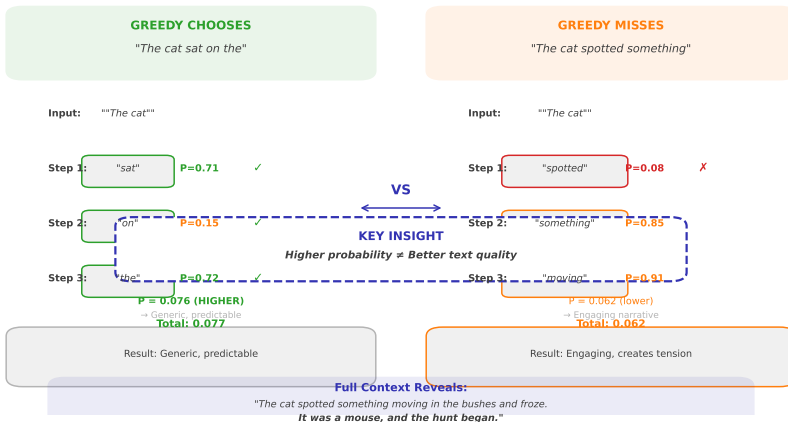 GREEDY CHOOSES
"The cat sat on the"
GREEDY MISSES
"The cat spotted something"
Input: ""The cat""
Input: ""The cat""
Step 1: "sat" P=0.71 ✓
Step 1: "spotted" P=0.08 ✗
VS
Step 2: "on" P=0.15 ✓
Step 2: "something" P=0.85
KEY INSIGHT
Higher probability ≠ Better text quality
Step 3: "the" P=0.72 ✓
Step 3: "moving" P=0.91
P = 0.076 (HIGHER)
→ Generic, predictable
Total: 0.077
P = 0.062 (lower)
→ Engaging narrative
Total: 0.062
Result: Generic, predictable
Result: Engaging, creates tension
Full Context Reveals:
"The cat spotted something moving in the bushes and froze.
It was a mouse, and the hunt began."